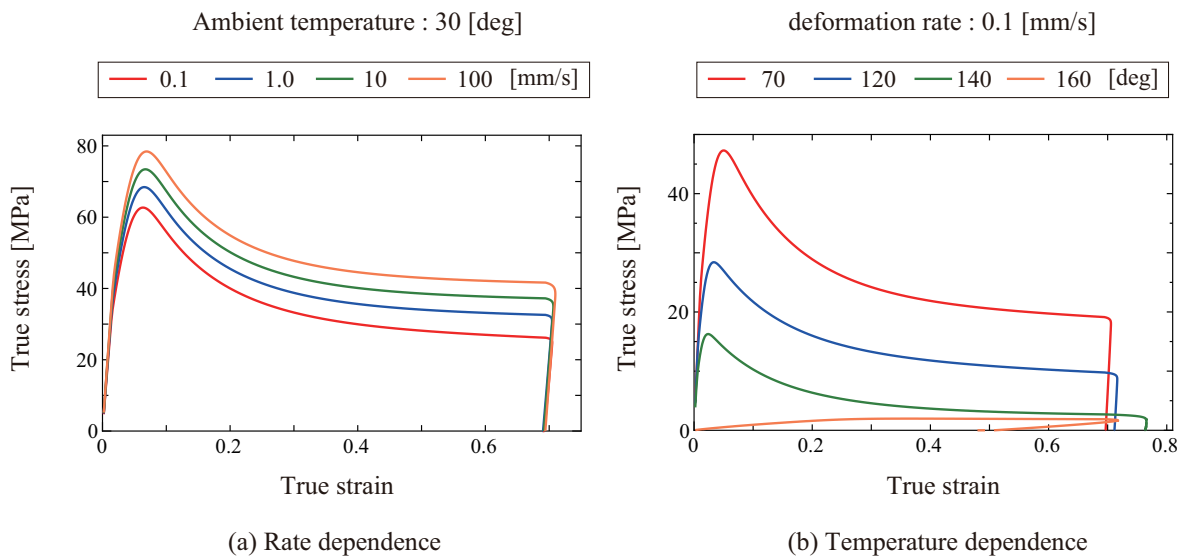 Ambient temperature : 30 [deg]
0.1 1.0 10 100 [mm/s]
True stress [MPa]
80
60
40
20
0
0 0.2 0.4 0.6
True strain
(a) Rate dependence
deformation rate : 0.1 [mm/s]
70 120 140 160 [deg]
True stress [MPa]
40
20
0
0 0.2 0.4 0.6 0.8
True strain
(b) Temperature dependence